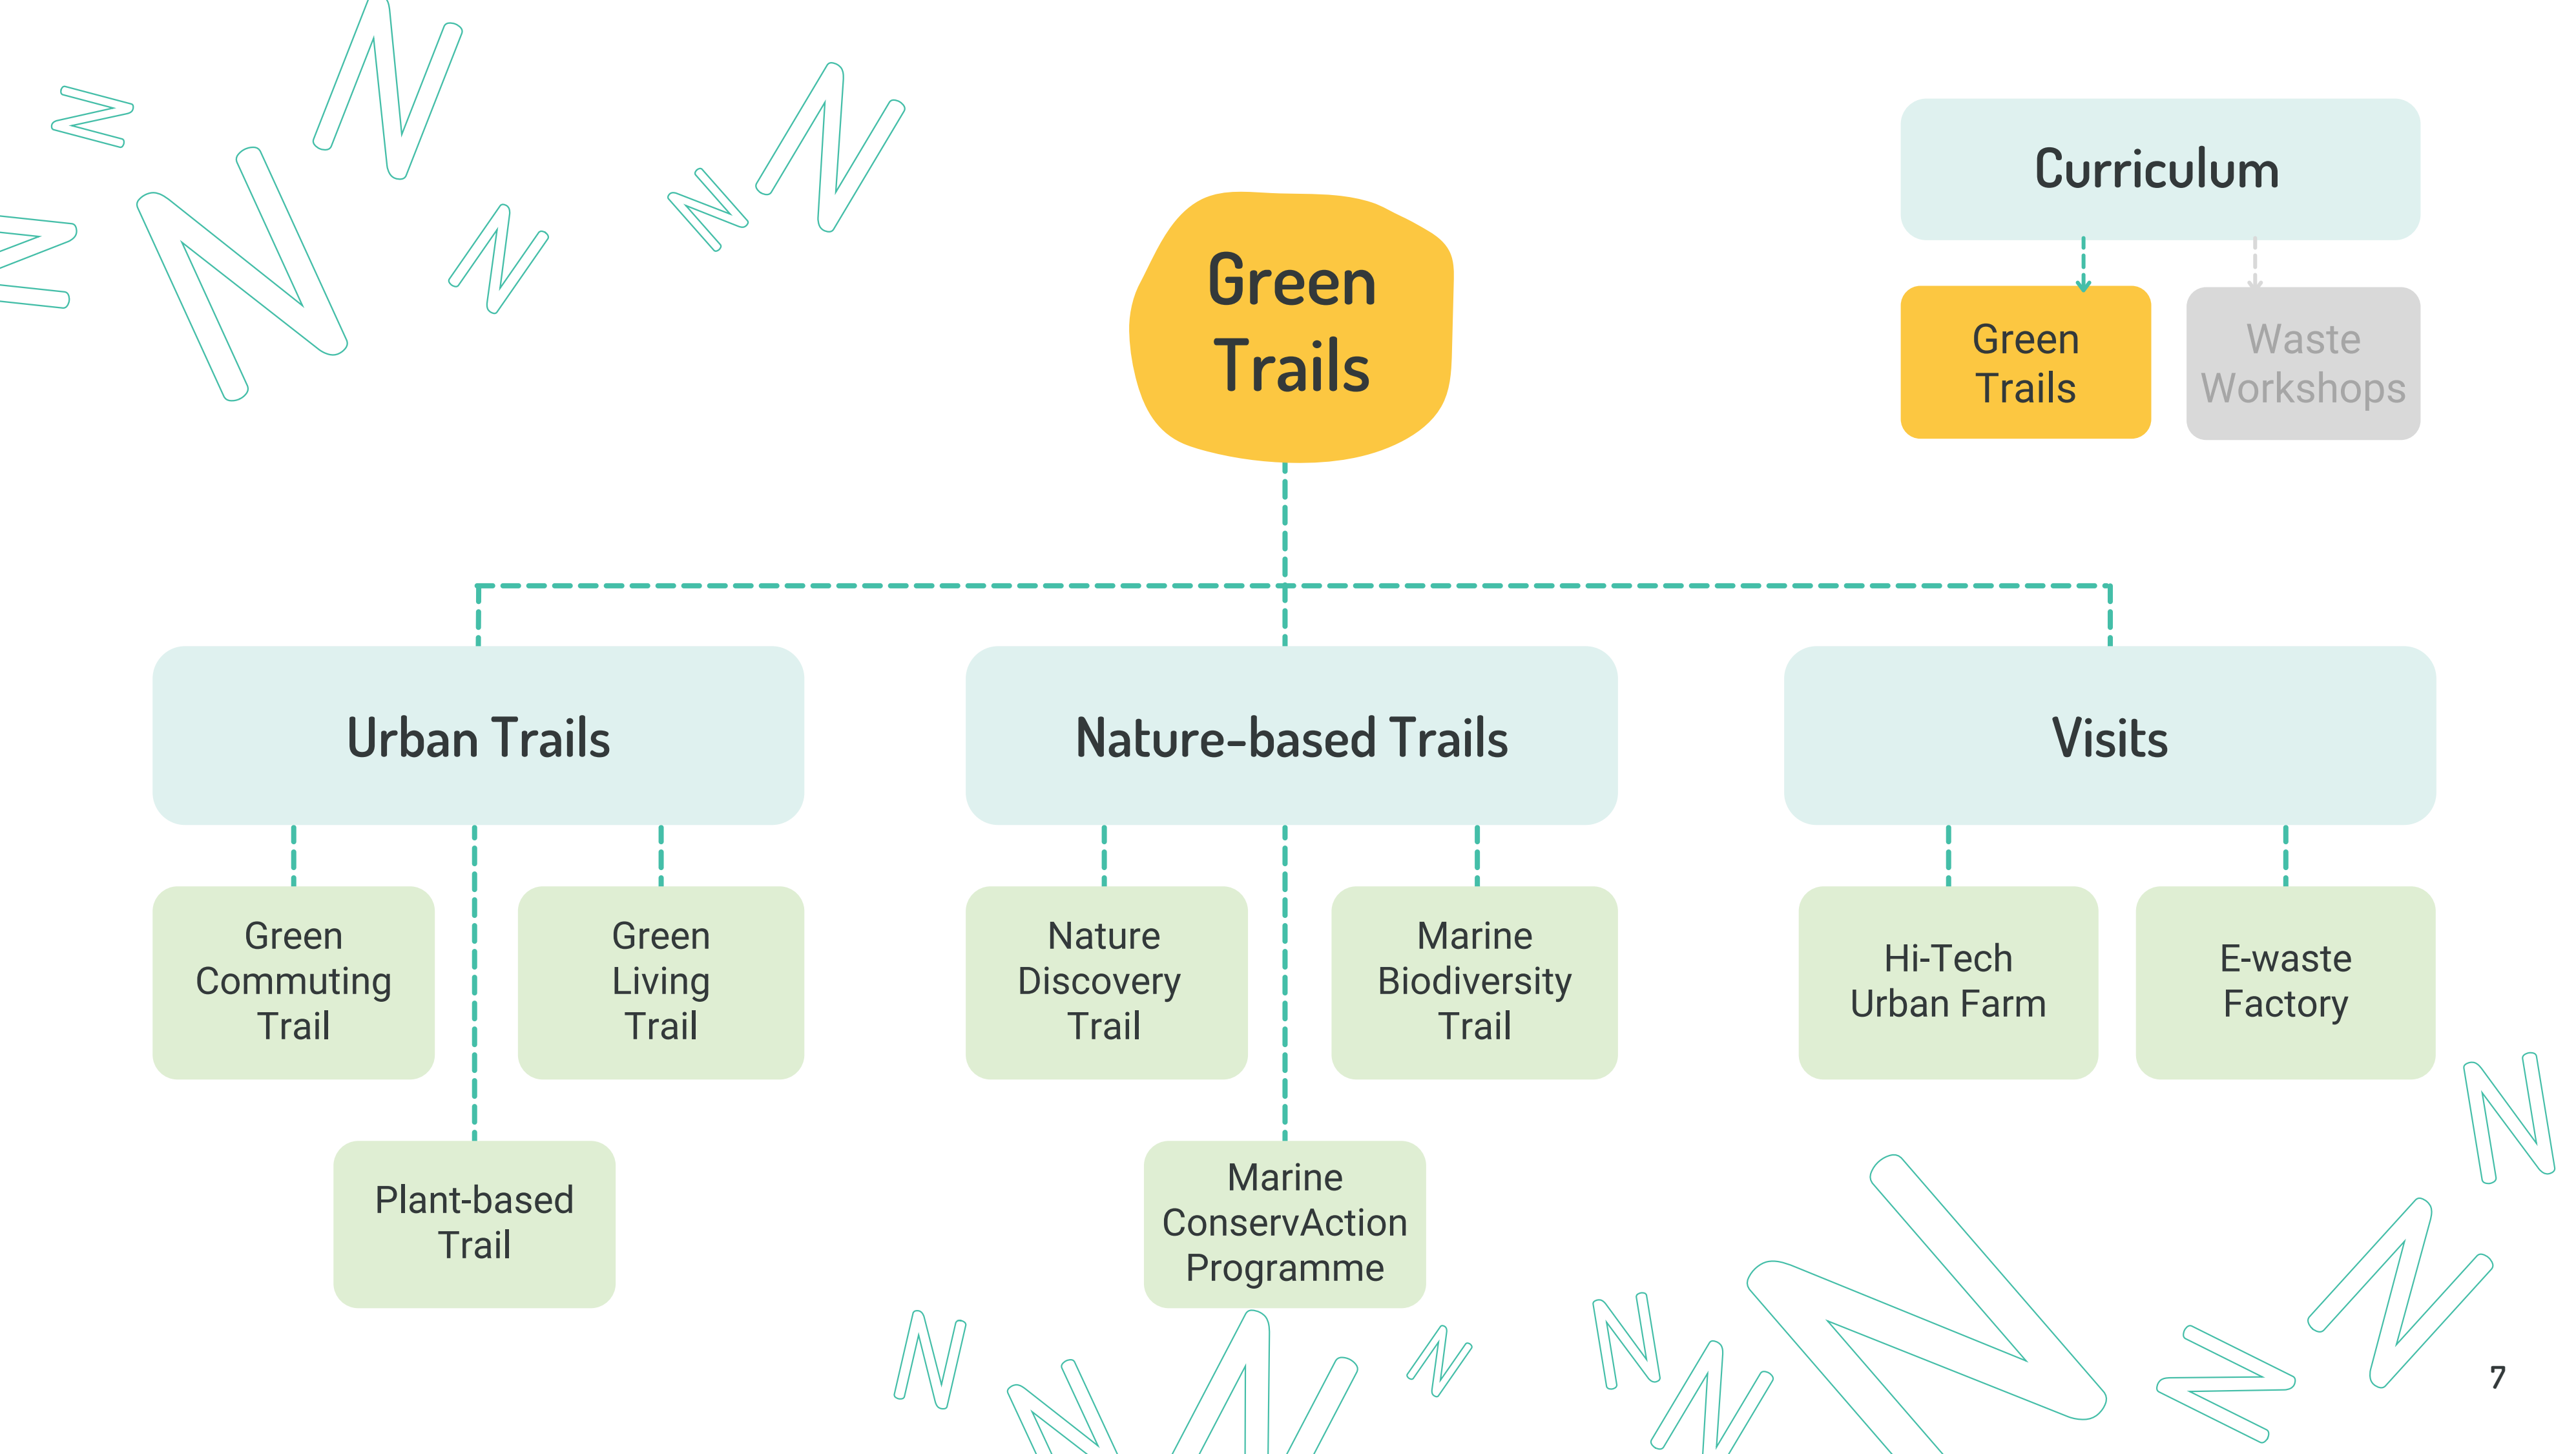 Curriculum
Green
Trails
Waste
Workshops
Green
Trails
Urban Trails
Green
Commuting
Trail
Green
Living
Trail
Plant-based
Trail
Nature-based Trails
Nature
Discovery
Trail
Marine
Biodiversity
Trail
Marine
ConservAction
Programme
Visits
Hi-Tech
Urban Farm
E-waste
Factory
7